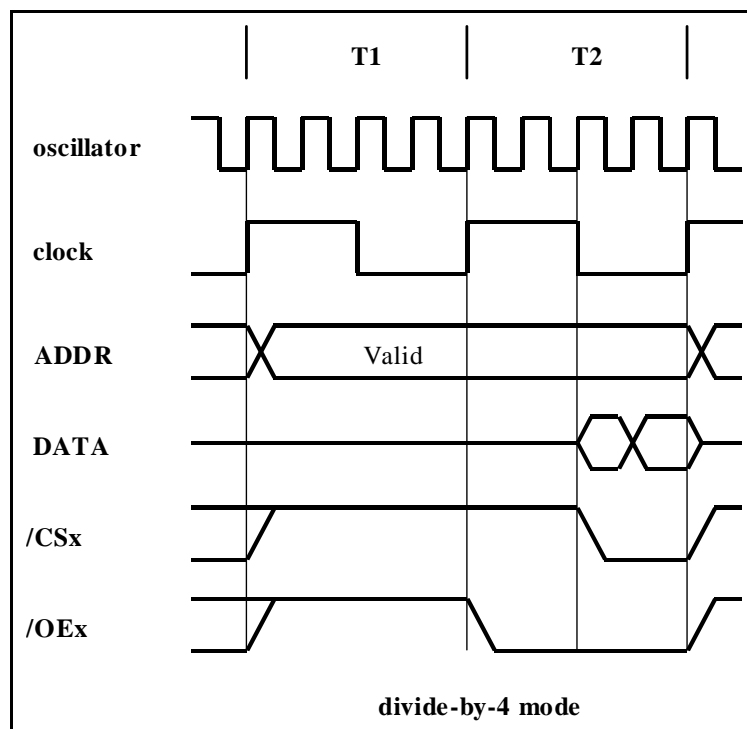 T1 T2
oscillator
clock
ADDR Valid
DATA
/CSx
/OEx
divide-by-4 mode